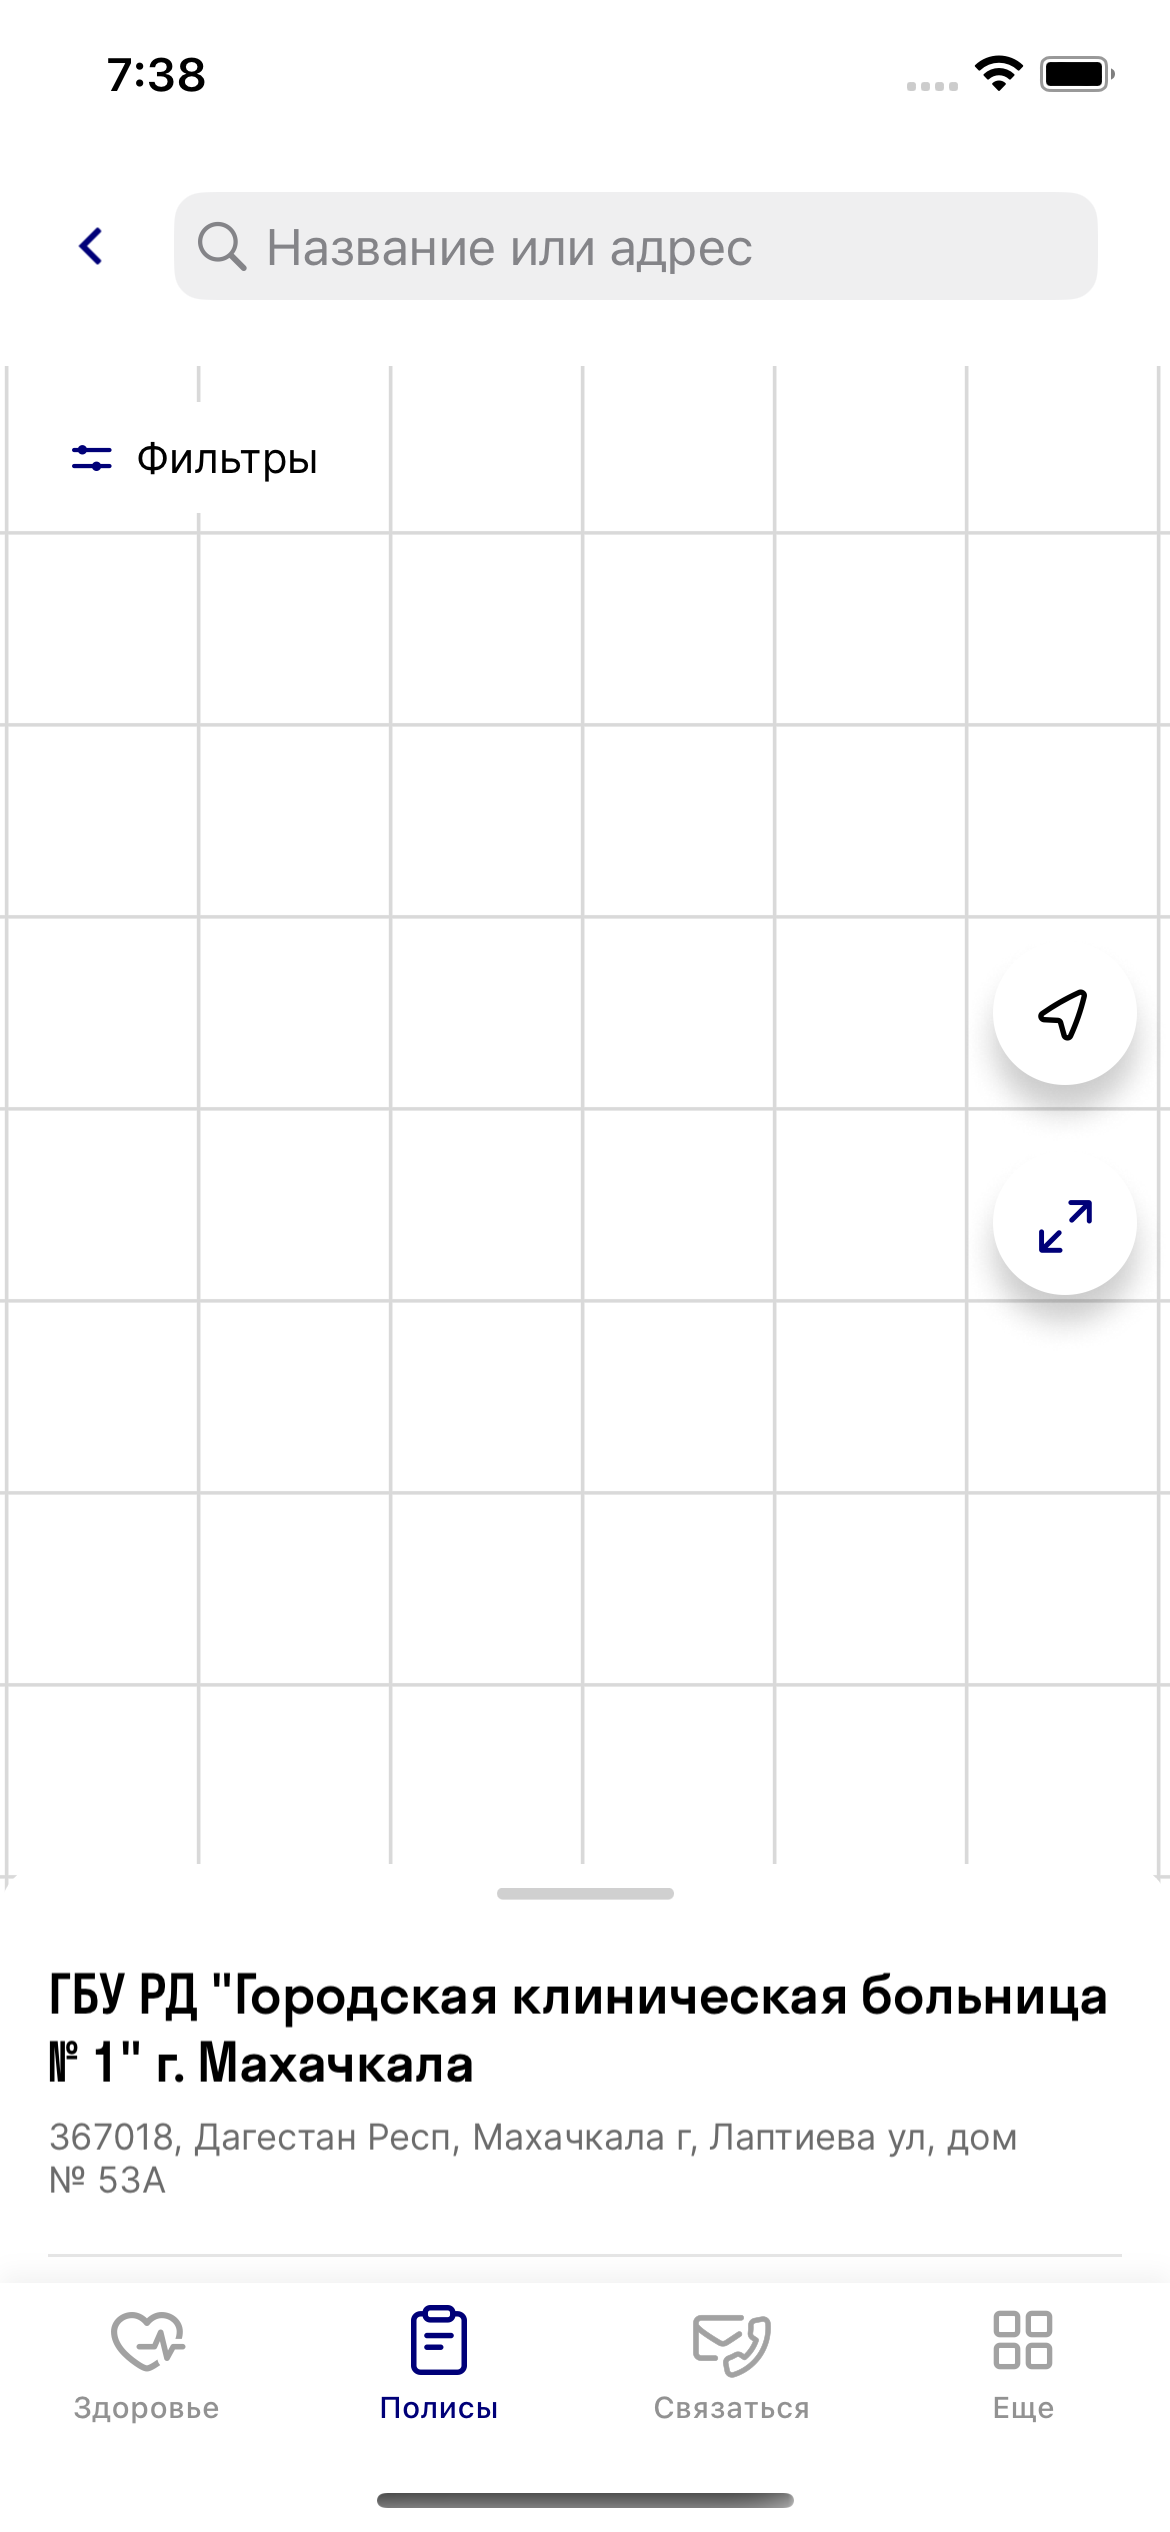 7:38
Название или адрес
Фильтры
ГБУ РД "Городская клиническая больница
№ 1" г. Махачкала
367018, Дагестан Респ, Махачкала г, Лаптиева ул, дом
№ 53А
Здоровье
Полисы
Связаться
Еще